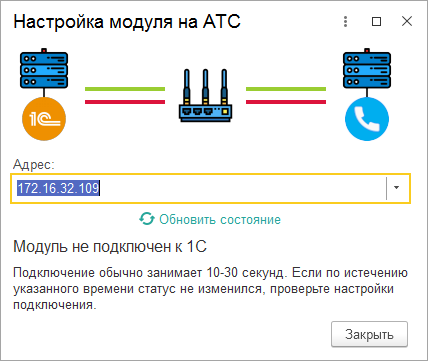 Настройка модуля на АТС
1С
Адрес:
172.16.32.109
Обновить состояние
Модуль не подключен к 1С
Подключение обычно занимает 10-30 секунд. Если по истечению
указанного времени статус не изменился, проверьте настройки
подключения.
Закрыть